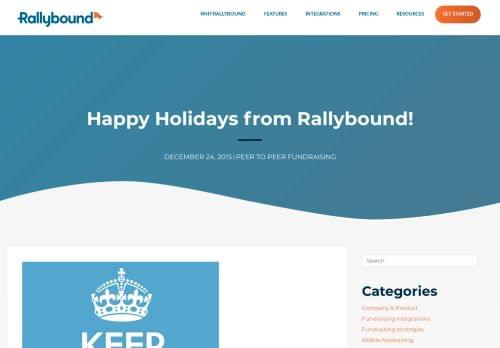 Rallybound
WHY RALLYBOUND
FEATURES
INTEGRATIONS
PRICING
RESOURCES
GET STARTED
Happy Holidays from Rallybound!
DECEMBER 24, 2015 | PEER TO PEER FUNDRAISING
KEEP
Search
Categories
Company & Product
Fundraising integrations
Fundraising strategies
Mobile fundraising